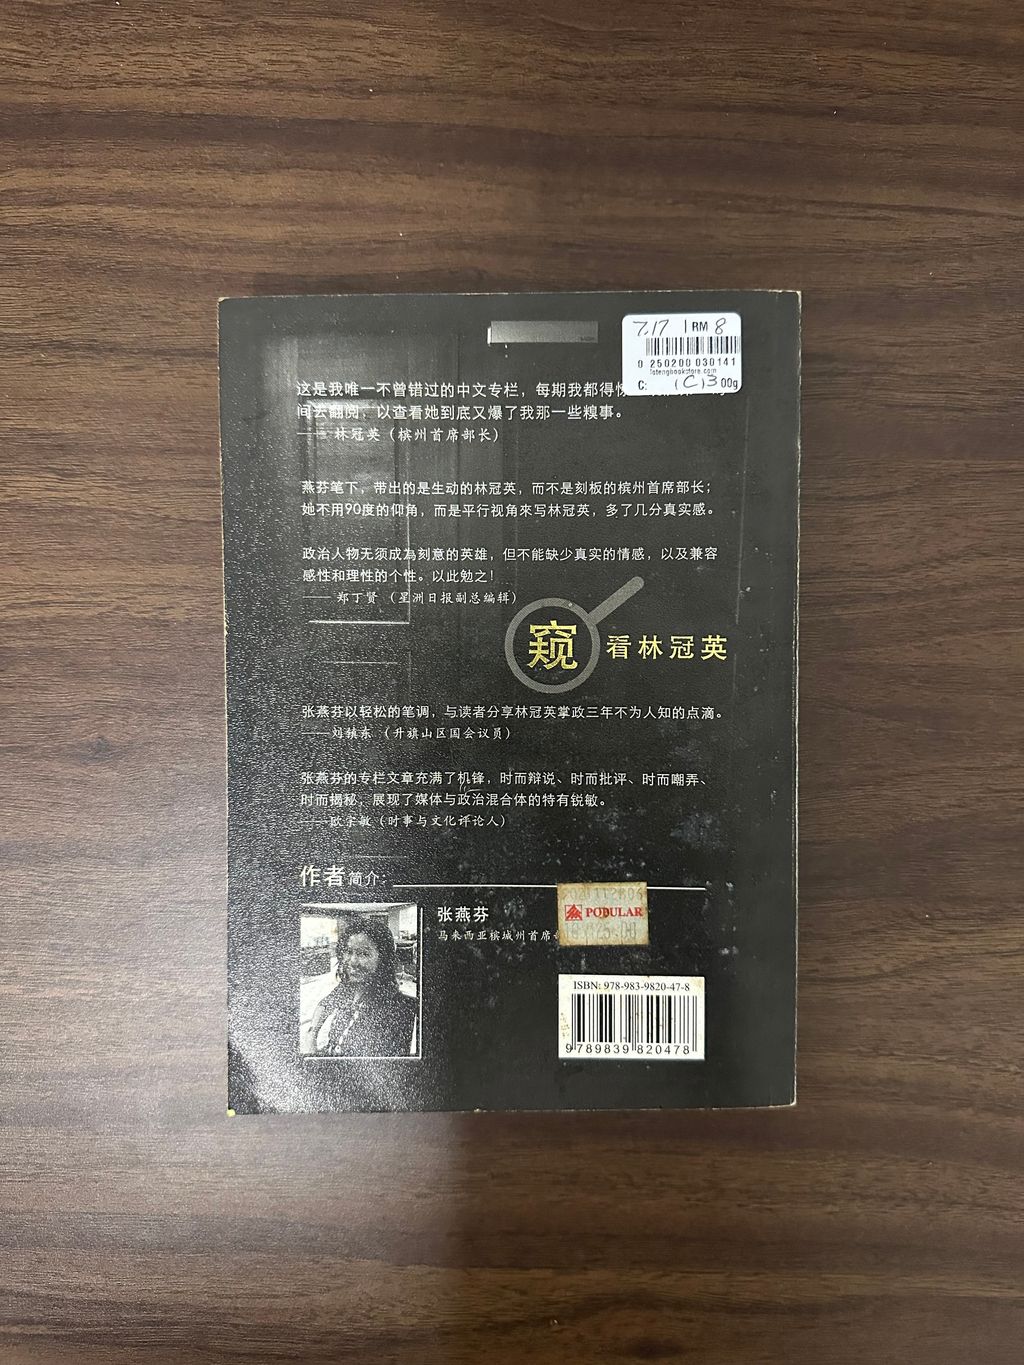 7.17 | RM 8
0 250200 030141
C: (C)3 00g
这是我唯一不曾错过的中文专栏，每期我都得
间去翻阅，以查看她到底又爆了我那一些糗事。
—— 林冠英（槟州首席部长）
燕芬笔下，带出的是生动的林冠英，而不是刻板的槟州首席部长；
她不用90度的仰角，而是平行视角來写林冠英，多了几分真实感。
政治人物无须成為刻意的英雄，但不能缺少真实的情感，以及兼容
感性和理性的个性。以此勉之！
—— 郑丁贤（星洲日报副总编辑）
窥看林冠英
张燕芬以轻松的笔调，与读者分享林冠英掌政三年不为人知的点滴。
——刘镇东（升旗山区国会议员）
张燕芬的专栏文章充满了机锋，时而辩说、时而批评、时而嘲弄、
时而揭秘，展现了媒体与政治混合体的特有锐敏。
——欧宗敏（时事与文化评论人）
作者简介：
张燕芬
马来西亚槟城州首席
POPULAR
ISBN: 978-983-9820-47-8
9 789839 820478